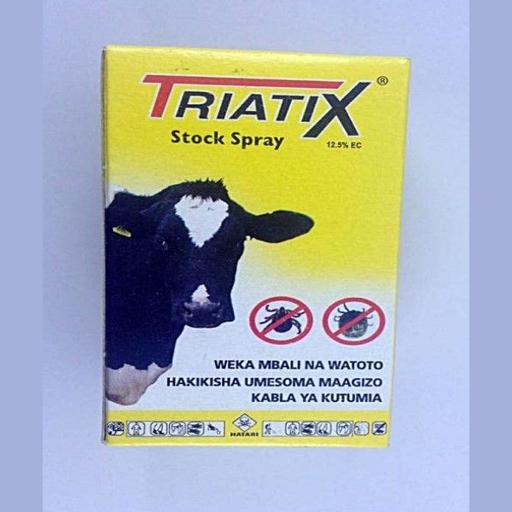 TRIATIX ®
Stock Spray 12.5% EC
WEKA MBALI NA WATOTO
HAKIKISHA UMESOMA MAAGIZO
KABLA YA KUTUMIA
HATARI